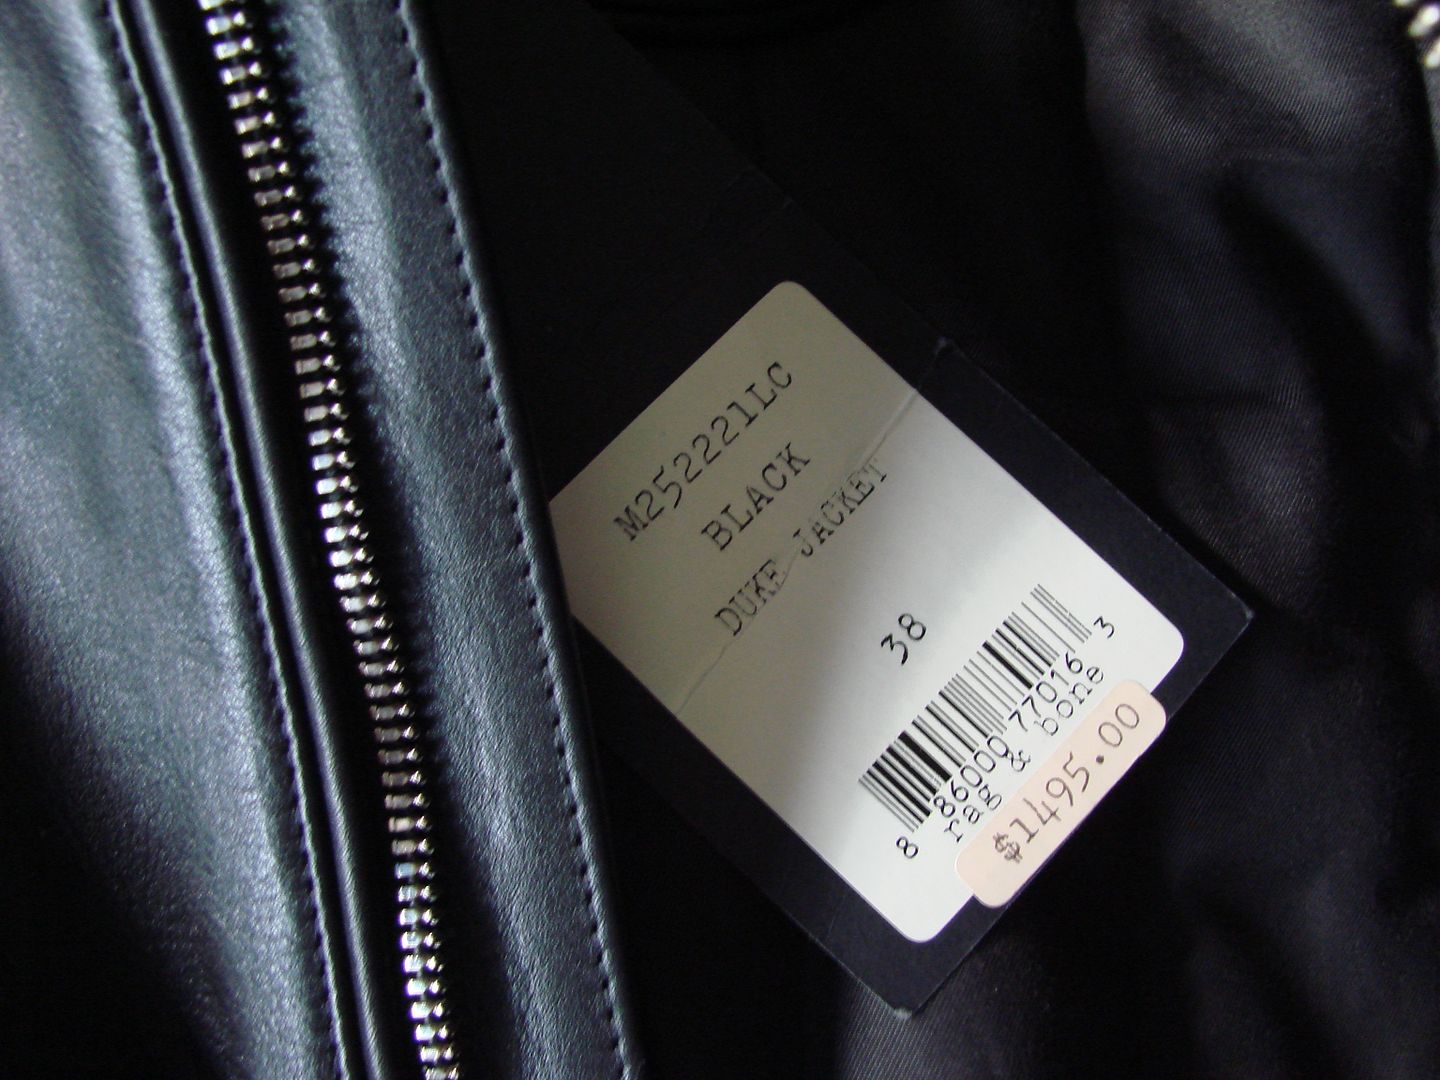 M252221LC
BLACK
DUKE JACKET
38
8 86000 77016 3
rag & bone
$1495.00